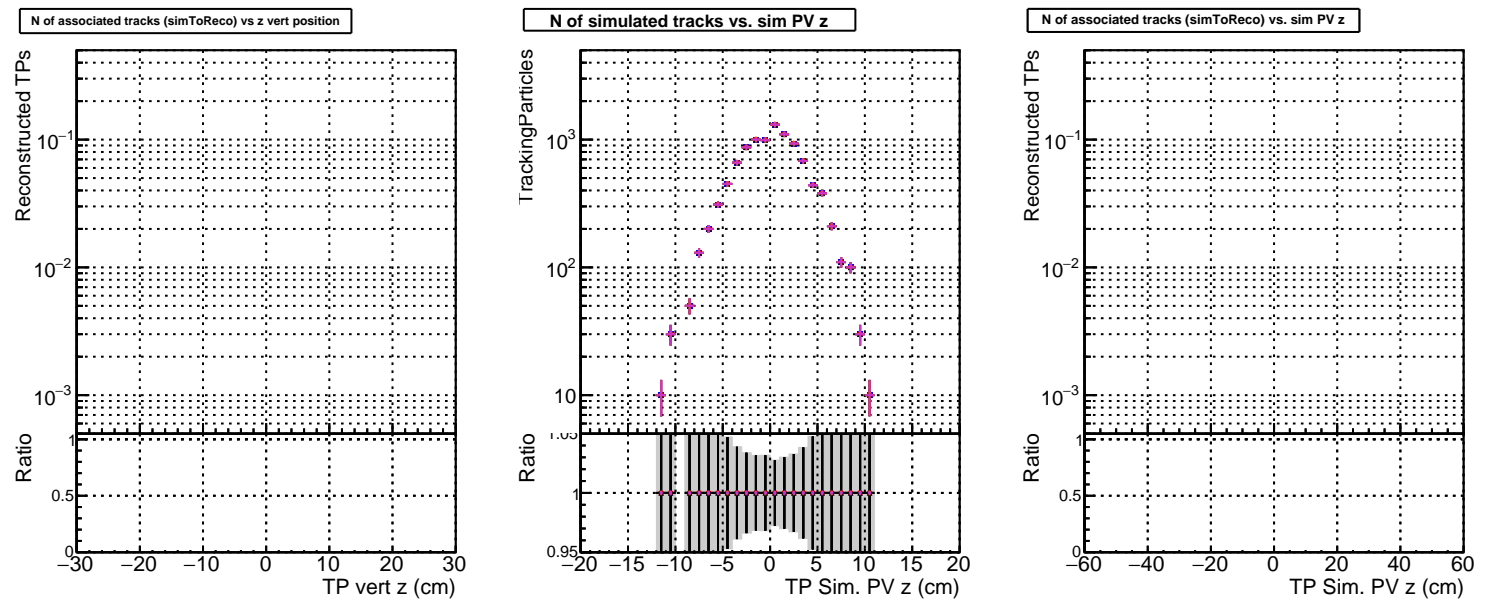 N of associated tracks (simToReco) vs z vert position
Reconstructed TPs
10−1
10−2
10−3
Ratio
1
0.5
0
−30 −20 −10 0 10 20 30
TP vert z (cm)
N of simulated tracks vs. sim PV z
TrackingParticles
103
102
10
Ratio
1.05
1
0.95
−20 −15 −10 −5 0 5 10 15 20
TP Sim. PV z (cm)
N of associated tracks (simToReco) vs. sim PV z
Reconstructed TPs
10−1
10−2
10−3
Ratio
1
0.5
0
−60 −40 −20 0 20 40 60
TP Sim. PV z (cm)